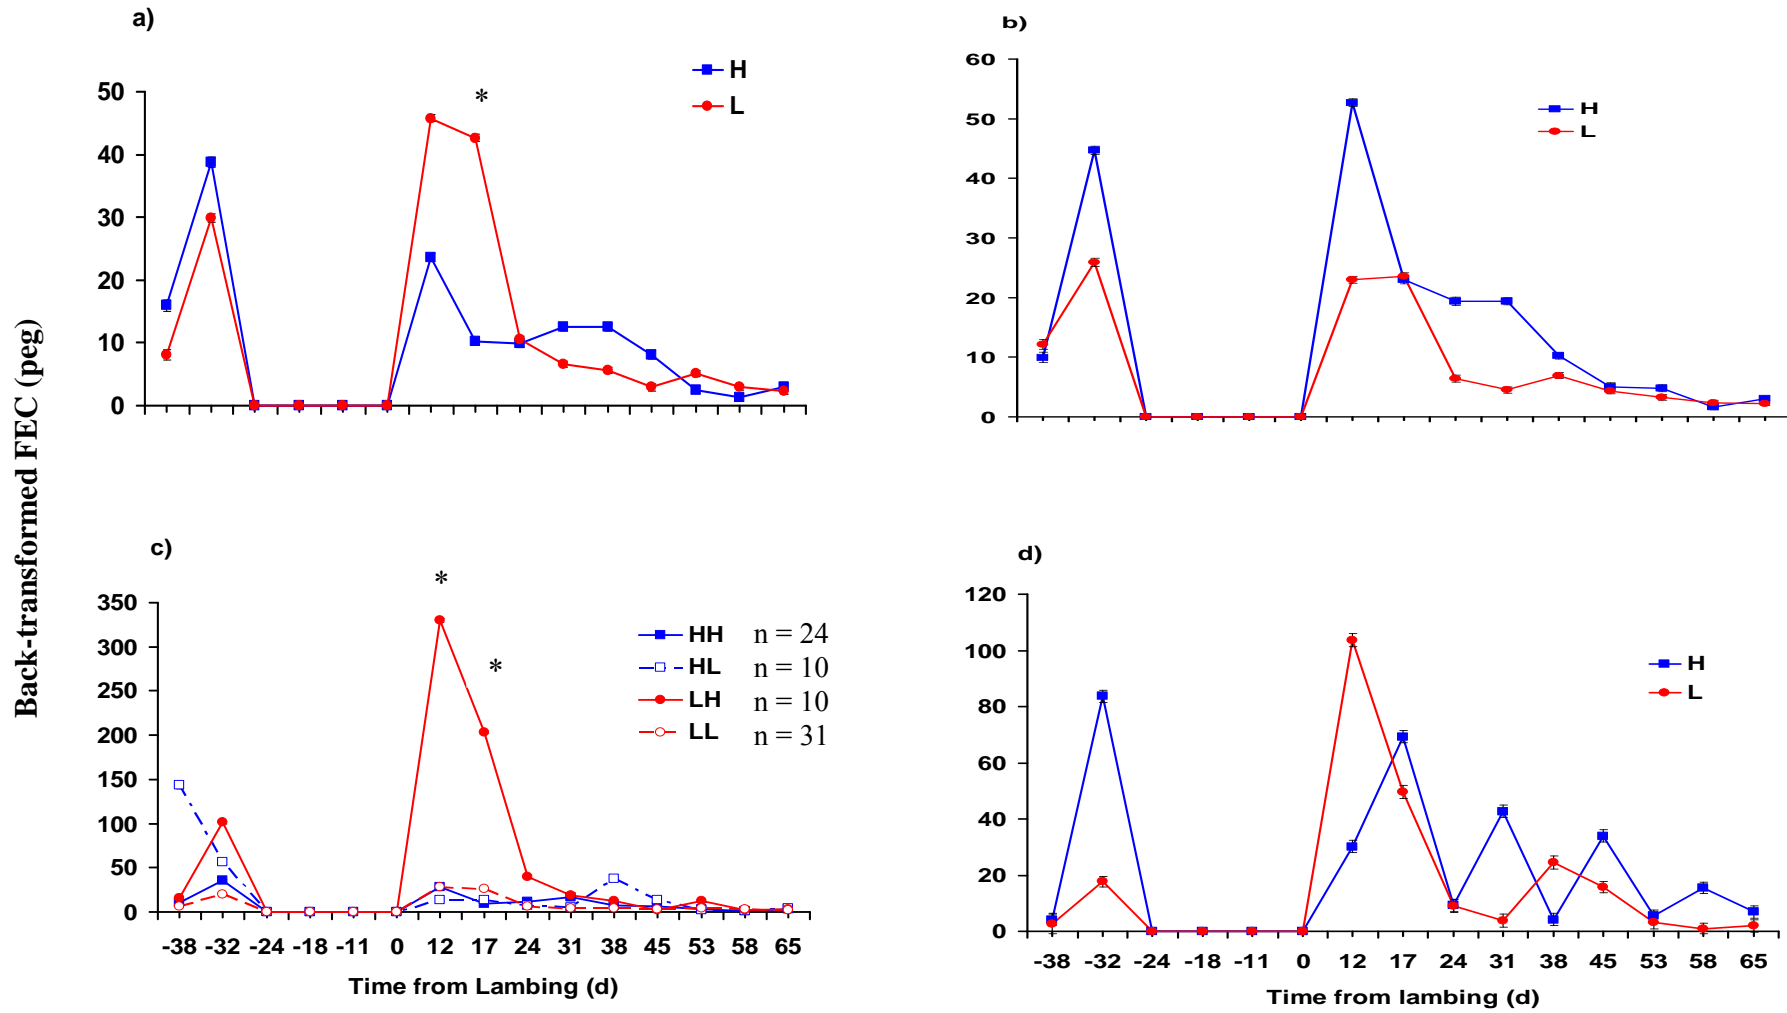 a)
H
L
*
50
40
30
20
10
0
b)
H
L
60
50
40
30
20
10
0
Back-transformed FEC (peg)
c)
*
*
HH n = 24
HL n = 10
LH n = 10
LL n = 31
350
300
250
200
150
100
50
0
-38 -32 -24 -18 -11 0 12 17 24 31 38 45 53 58 65
Time from Lambing (d)
d)
H
L
120
100
80
60
40
20
0
-38 -32 -24 -18 -11 0 12 17 24 31 38 45 53 58 65
Time from lambing (d)